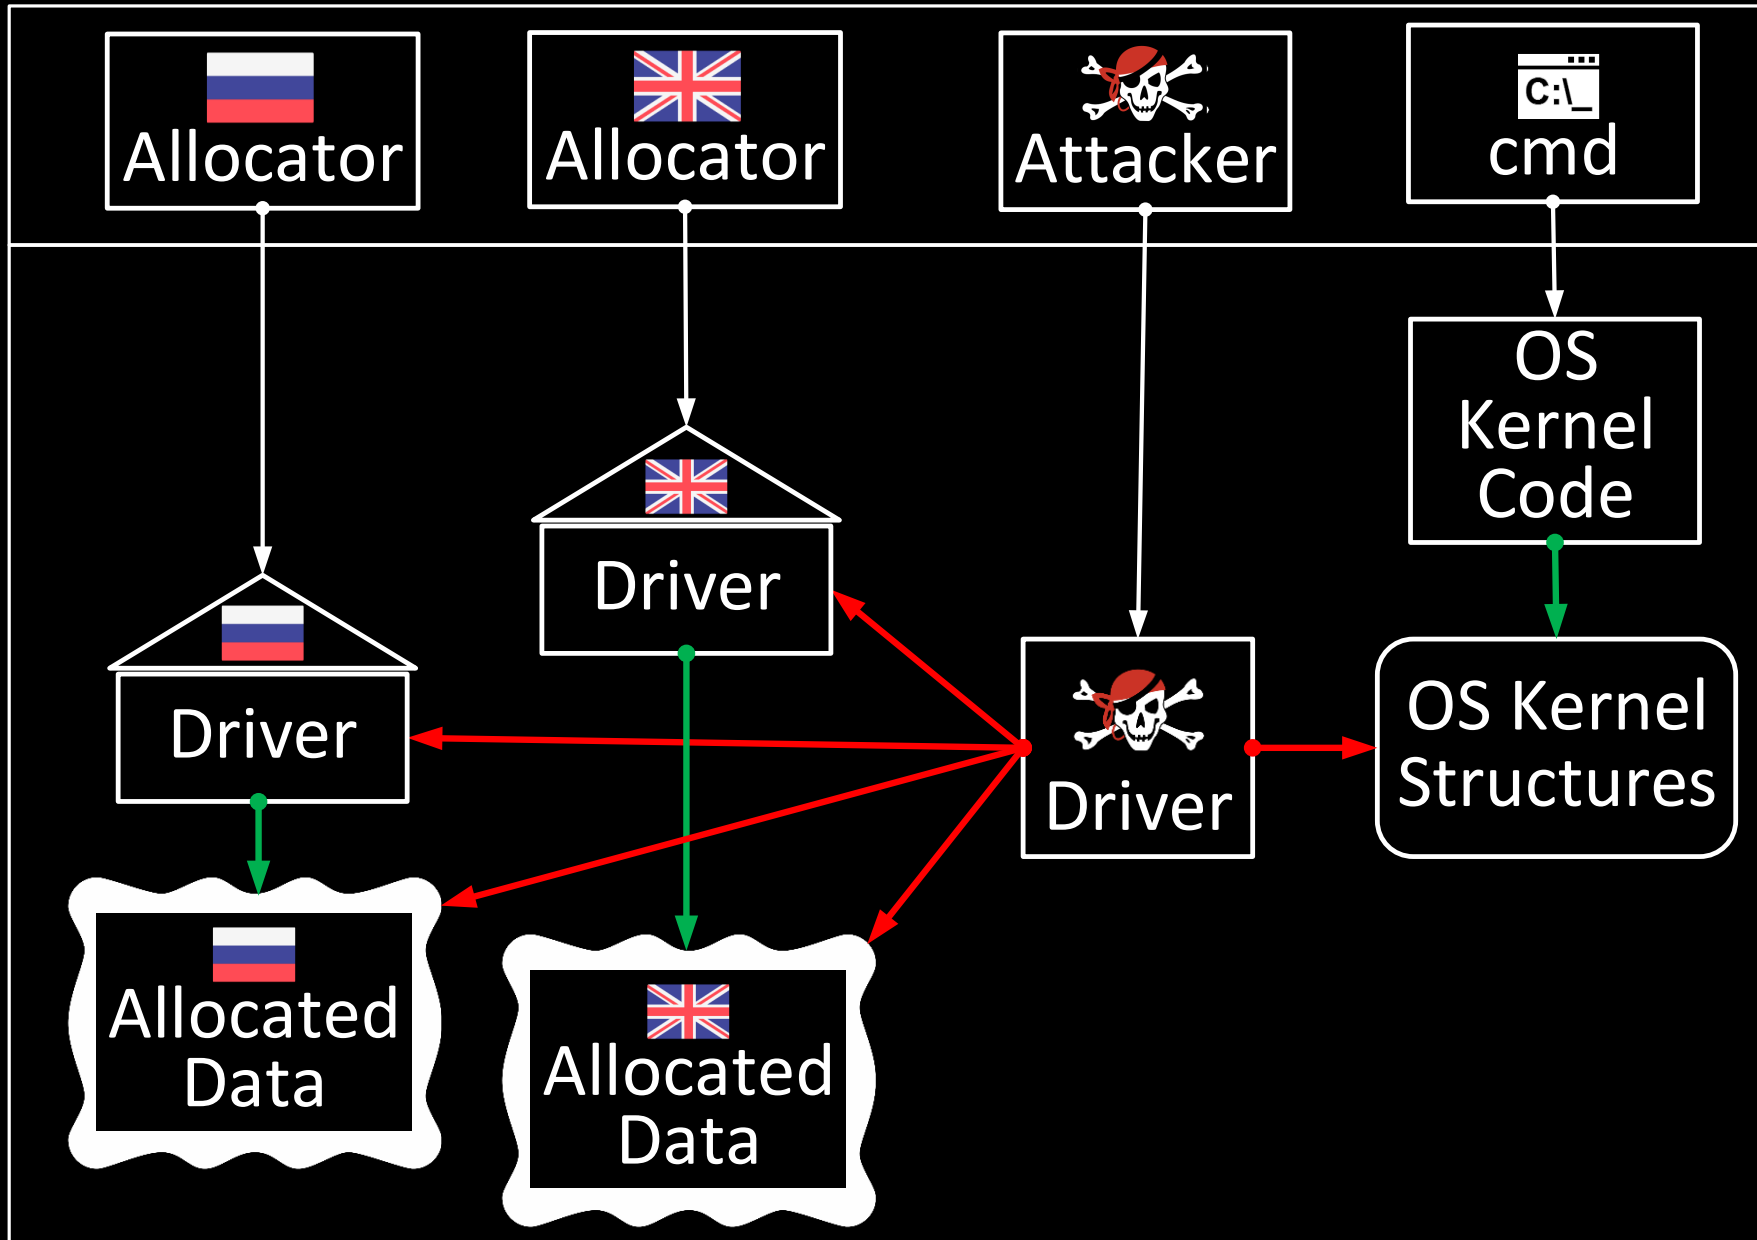 Allocator
Allocator
Attacker
C:\_
cmd
OS
Kernel
Code
Driver
Driver
Driver
OS Kernel
Structures
Allocated
Data
Allocated
Data